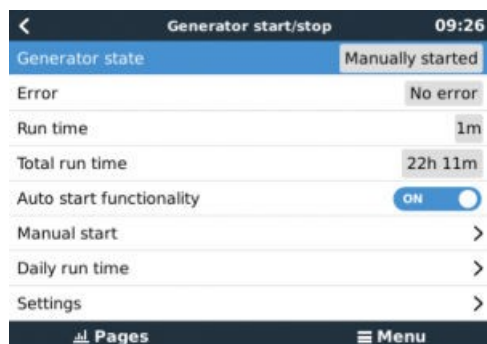 Generator start/stop 09:26
Generator state Manually started
Error No error
Run time 1m
Total run time 22h 11m
Auto start functionality ON
Manual start
Daily run time
Settings
Pages Menu